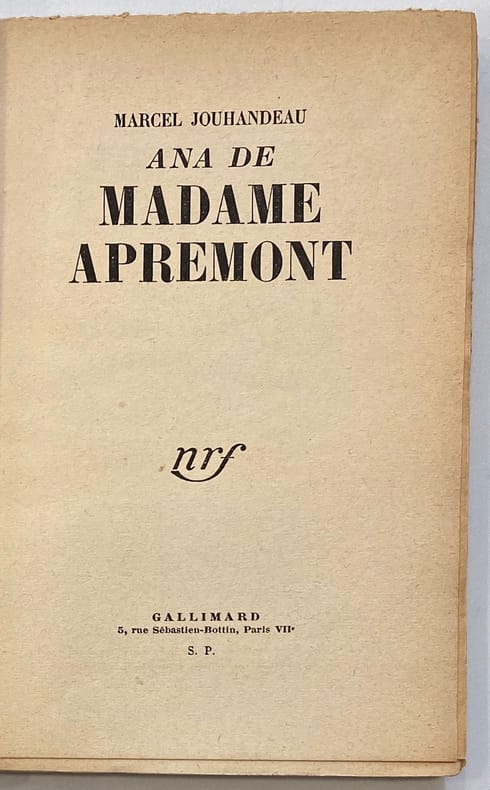 MARCEL JOUHANDEAU
ANA DE
MADAME
APREMONT
nrf
GALLIMARD
5, rue Sébastien-Bottin, Paris VIIᵉ
S. P.